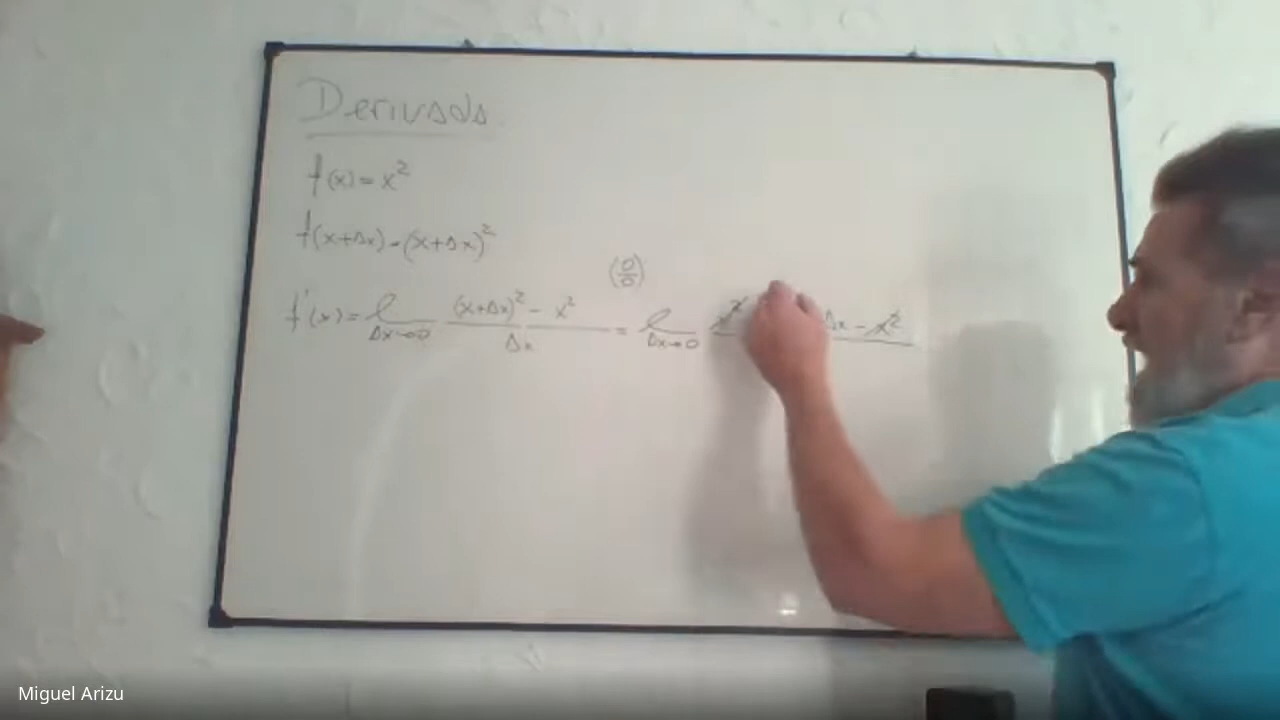 Derivada
f(x) = x²
f(x+Δx) = (x+Δx)²
(0/0)
f'(x) = l Δx→0 (x+Δx)² - x² / Δx = l Δx→0 x² Δx - x²
Miguel Arizu